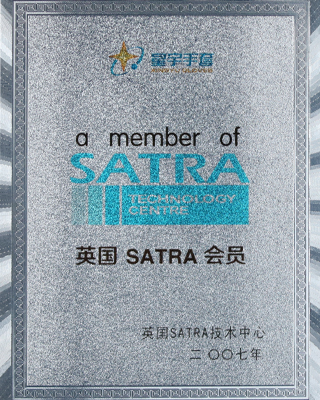 星宇手套
a member of
SATRA
TECHNOLOGY
CENTRE
英国 SATRA 会员
英国SATRA技术中心
二〇〇七年